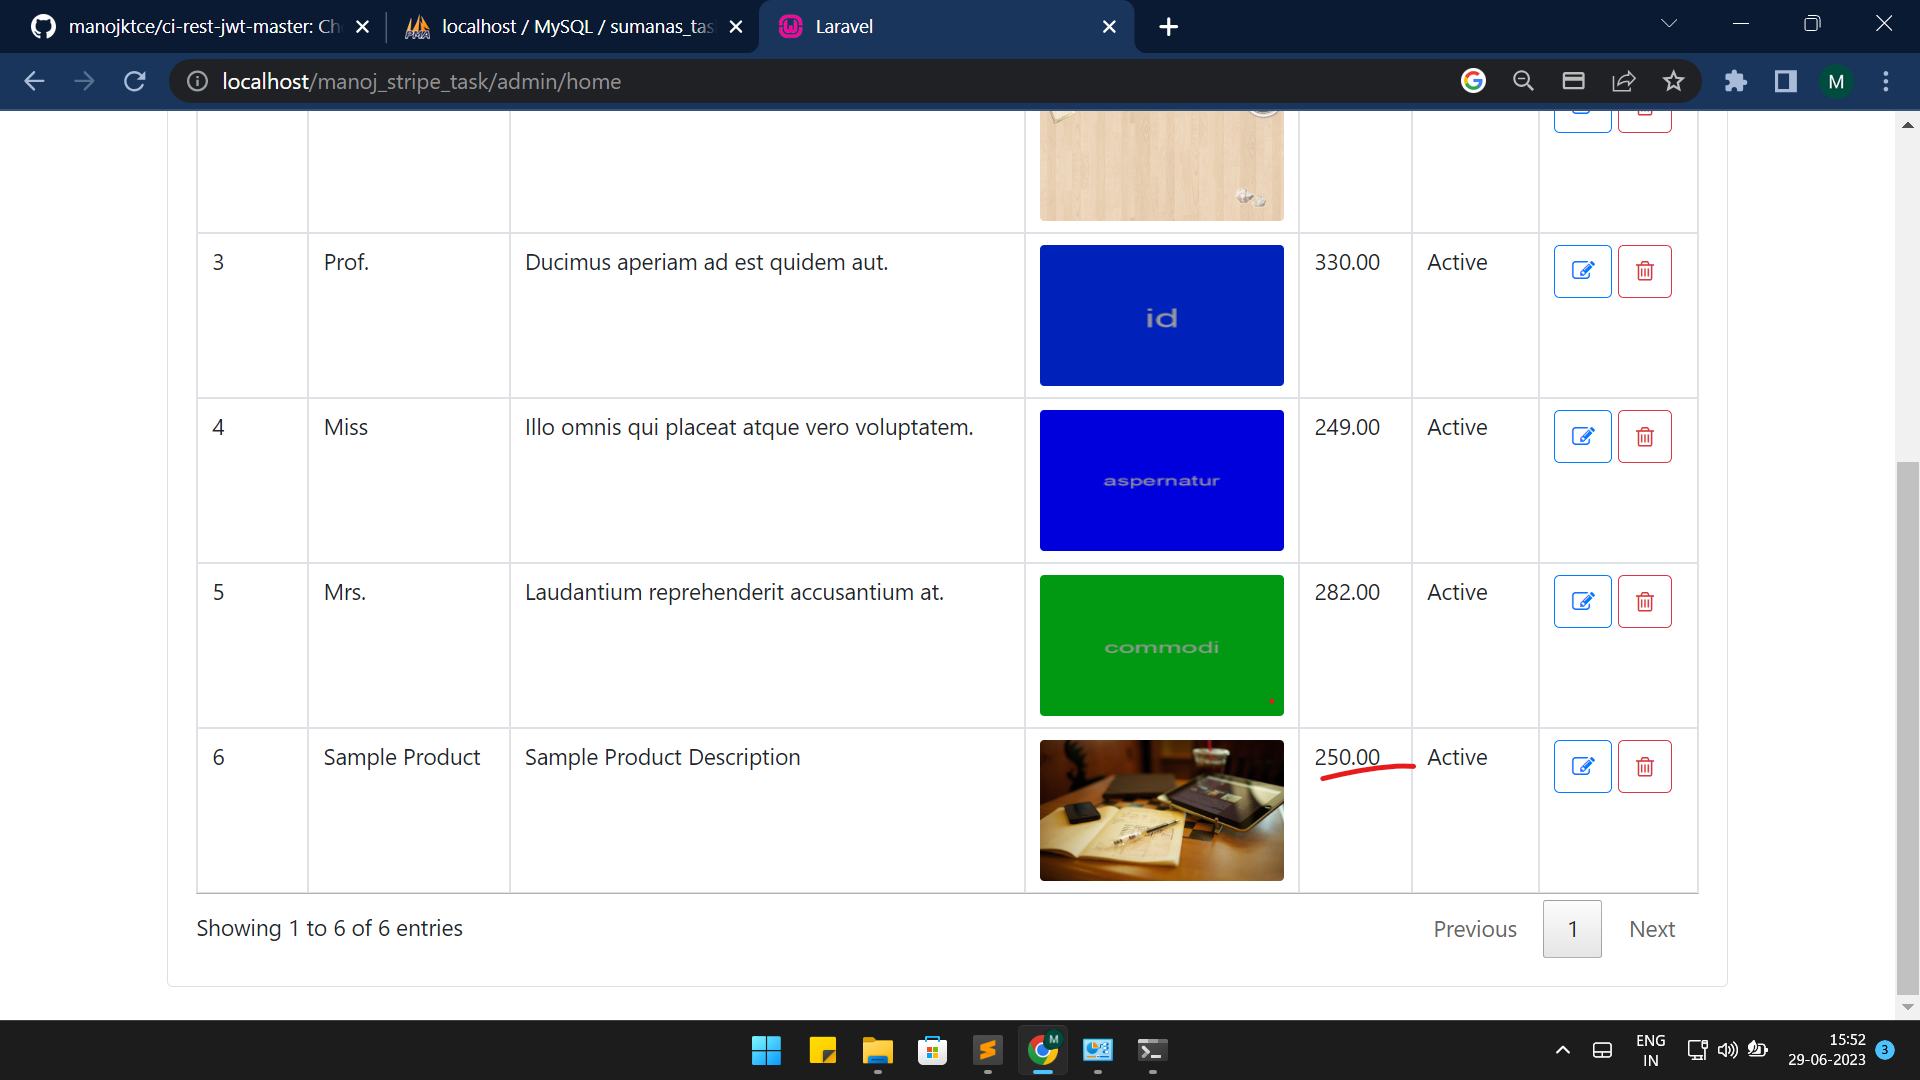 manojktce/ci-rest-jwt-master: Ch
localhost / MySQL / sumanas_tas
Laravel
localhost/manoj_stripe_task/admin/home
M
3 Prof. Ducimus aperiam ad est quidem aut. id 330.00 Active
4 Miss Illo omnis qui placeat atque vero voluptatem. aspernatur 249.00 Active
5 Mrs. Laudantium reprehenderit accusantium at. commodi 282.00 Active
6 Sample Product Sample Product Description 250.00 Active
Showing 1 to 6 of 6 entries
Previous 1 Next
M
ENG
IN
15:52
29-06-2023
3